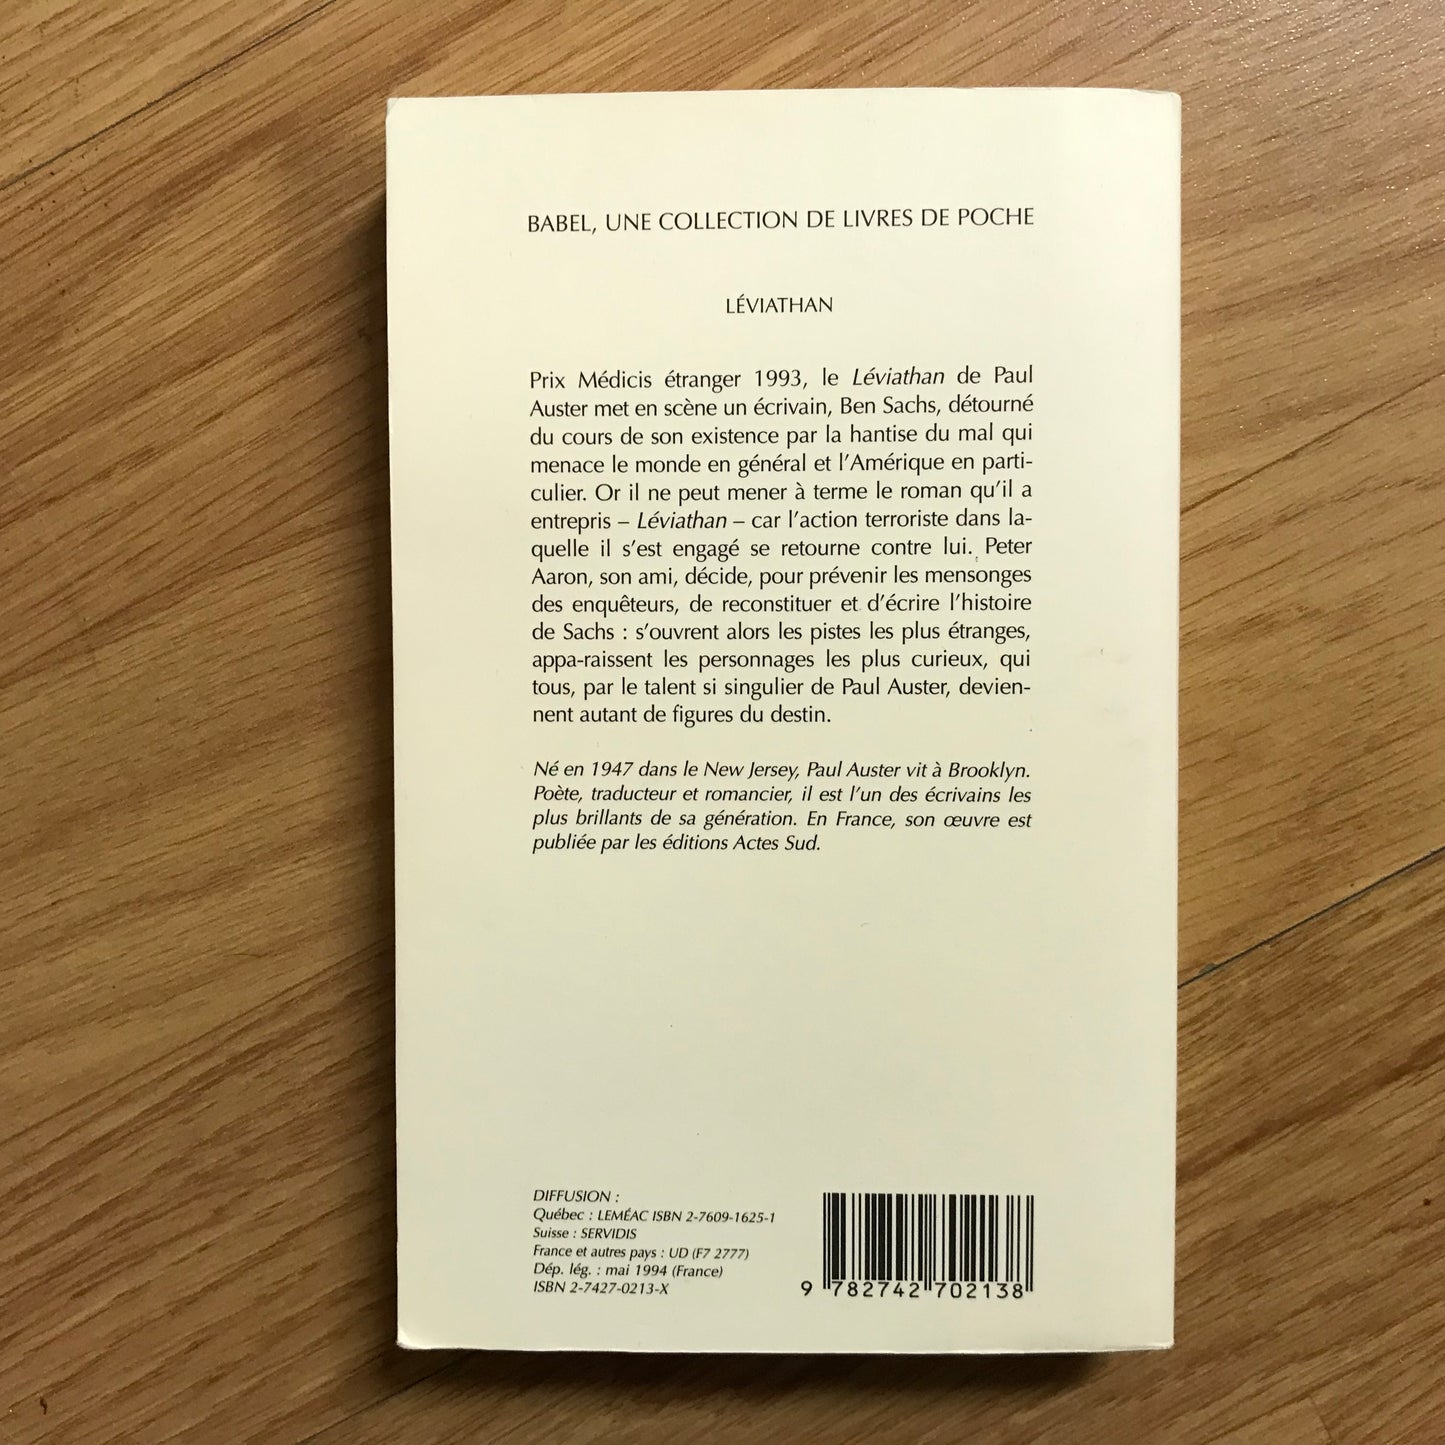 BABEL, UNE COLLECTION DE LIVRES DE POCHE
LÉVIATHAN
Prix Médicis étranger 1993, le Léviathan de Paul
Auster met en scène un écrivain, Ben Sachs, détourné
du cours de son existence par la hantise du mal qui
menace le monde en général et l'Amérique en parti-
culier. Or il ne peut mener à terme le roman qu'il a
entrepris – Léviathan – car l'action terroriste dans la-
quelle il s'est engagé se retourne contre lui. Peter
Aaron, son ami, décide, pour prévenir les mensonges
des enquêteurs, de reconstituer et d'écrire l'histoire
de Sachs : s'ouvrent alors les pistes les plus étranges,
appa-raissent les personnages les plus curieux, qui
tous, par le talent si singulier de Paul Auster, devien-
nent autant de figures du destin.
Né en 1947 dans le New Jersey, Paul Auster vit à Brooklyn.
Poète, traducteur et romancier, il est l'un des écrivains les
plus brillants de sa génération. En France, son œuvre est
publiée par les éditions Actes Sud.
DIFFUSION :
Québec : LEMÉAC ISBN 2-7609-1625-1
Suisse : SERVIDIS
France et autres pays : UD (F7 2777)
Dép. lég. : mai 1994 (France)
ISBN 2-7427-0213-X
9 782742 702138